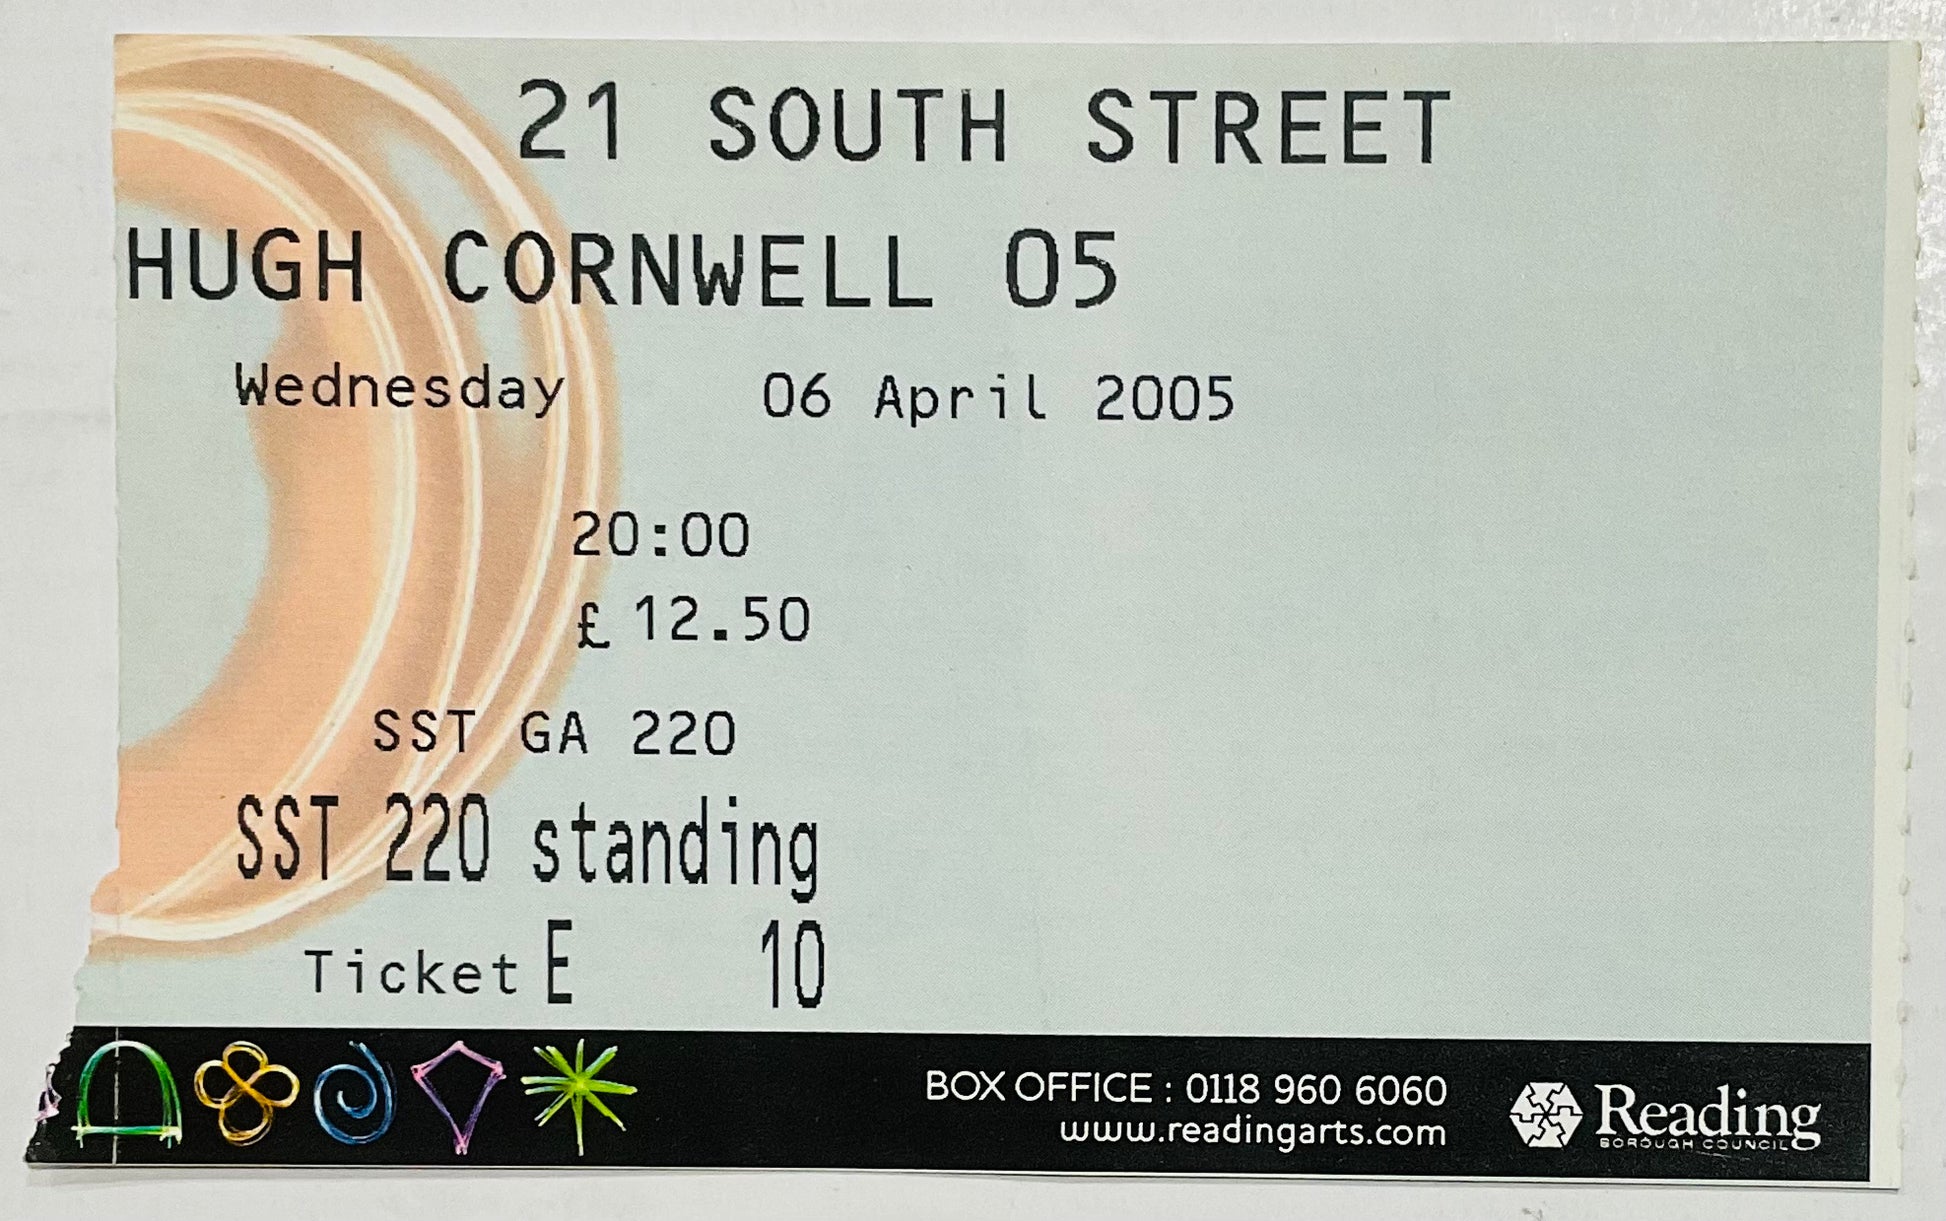 21 SOUTH STREET
HUGH CORNWELL 05
Wednesday 06 April 2005
20:00
£ 12.50
SST GA 220
SST 220 standing
Ticket E 10
BOX OFFICE : 0118 960 6060
www.readingarts.com
Reading
BOROUGH COUNCIL